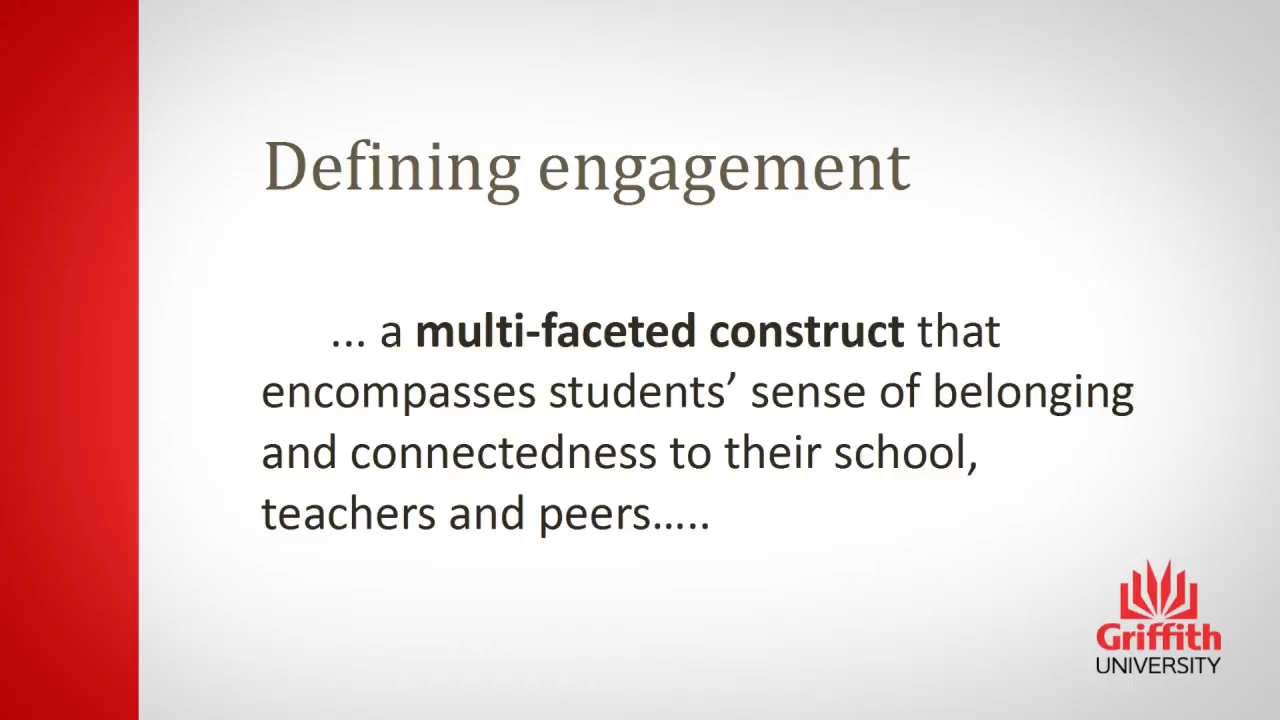 Defining engagement
... a multi-faceted construct that
encompasses students’ sense of belonging
and connectedness to their school,
teachers and peers…..
Griffith
UNIVERSITY